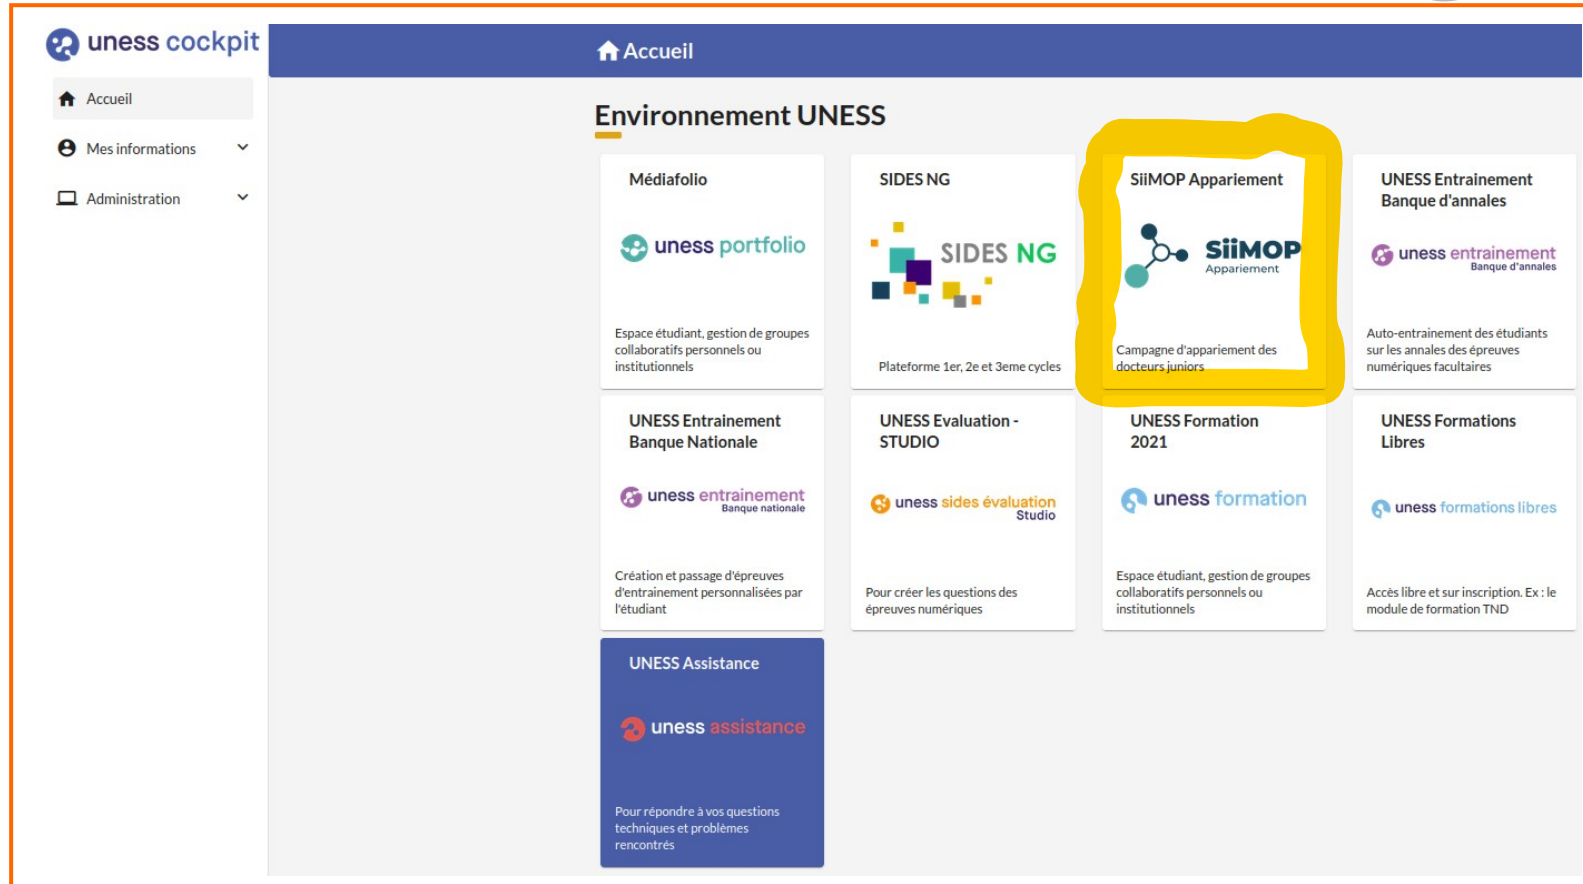 uness cockpit
Accueil
Mes informations
Administration
Accueil
Environnement UNESS
Médiafolio
uness portfolio
Espace étudiant, gestion de groupes
collaboratifs personnels ou
institutionnels
SIDES NG
SIDES NG
Plateforme 1er, 2e et 3eme cycles
SiiMOP Appariement
SiiMOP
Appariement
Campagne d'appariement des
docteurs juniors
UNESS Entrainement
Banque d'annales
uness entrainement
Banque d'annales
Auto-entrainement des étudiants
sur les annales des épreuves
numériques facultaires
UNESS Entrainement
Banque Nationale
uness entrainement
Banque nationale
Création et passage d'épreuves
d'entrainement personnalisées par
l'étudiant
UNESS Evaluation -
STUDIO
uness sides évaluation
Studio
Pour créer les questions des
épreuves numériques
UNESS Formation
2021
uness formation
Espace étudiant, gestion de groupes
collaboratifs personnels ou
institutionnels
UNESS Formations
Libres
uness formations libres
Accès libre et sur inscription. Ex : le
module de formation TND
UNESS Assistance
uness assistance
Pour répondre à vos questions
techniques et problèmes
rencontrés